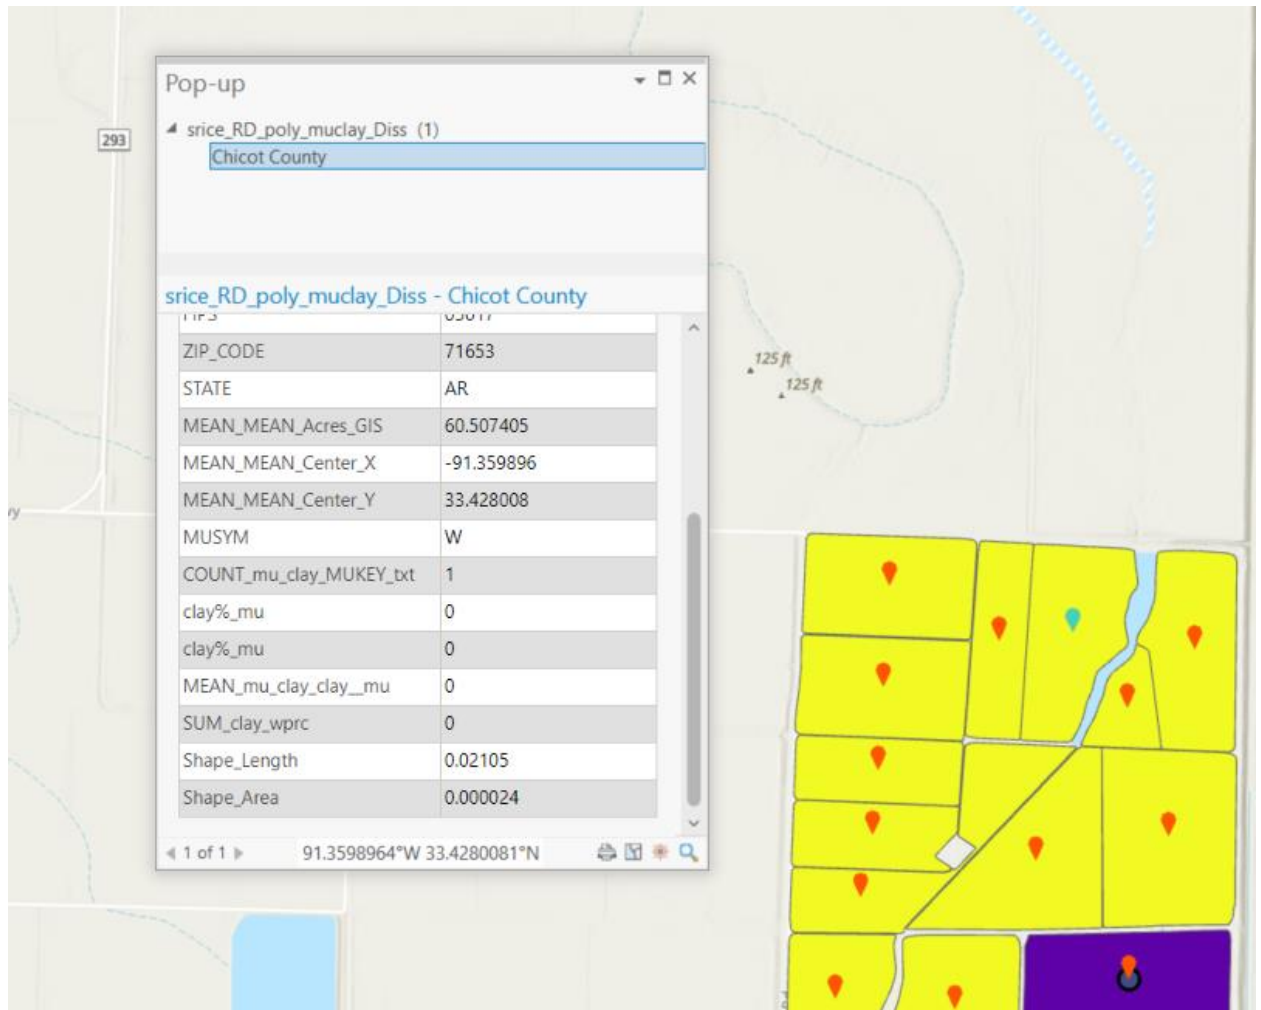 Pop-up
293
srice_RD_poly_muclay_Diss (1)
Chicot County
srice_RD_poly_muclay_Diss - Chicot County
ZIP_CODE 71653
STATE AR
MEAN_MEAN_Acres_GIS 60.507405
MEAN_MEAN_Center_X -91.359896
MEAN_MEAN_Center_Y 33.428008
MUSYM W
COUNT_mu_clay_MUKEY_txt 1
clay%_mu 0
clay%_mu 0
MEAN_mu_clay_clay__mu 0
SUM_clay_wprc 0
Shape_Length 0.02105
Shape_Area 0.000024
1 of 1
91.3598964°W 33.4280081°N
125 ft
125 ft